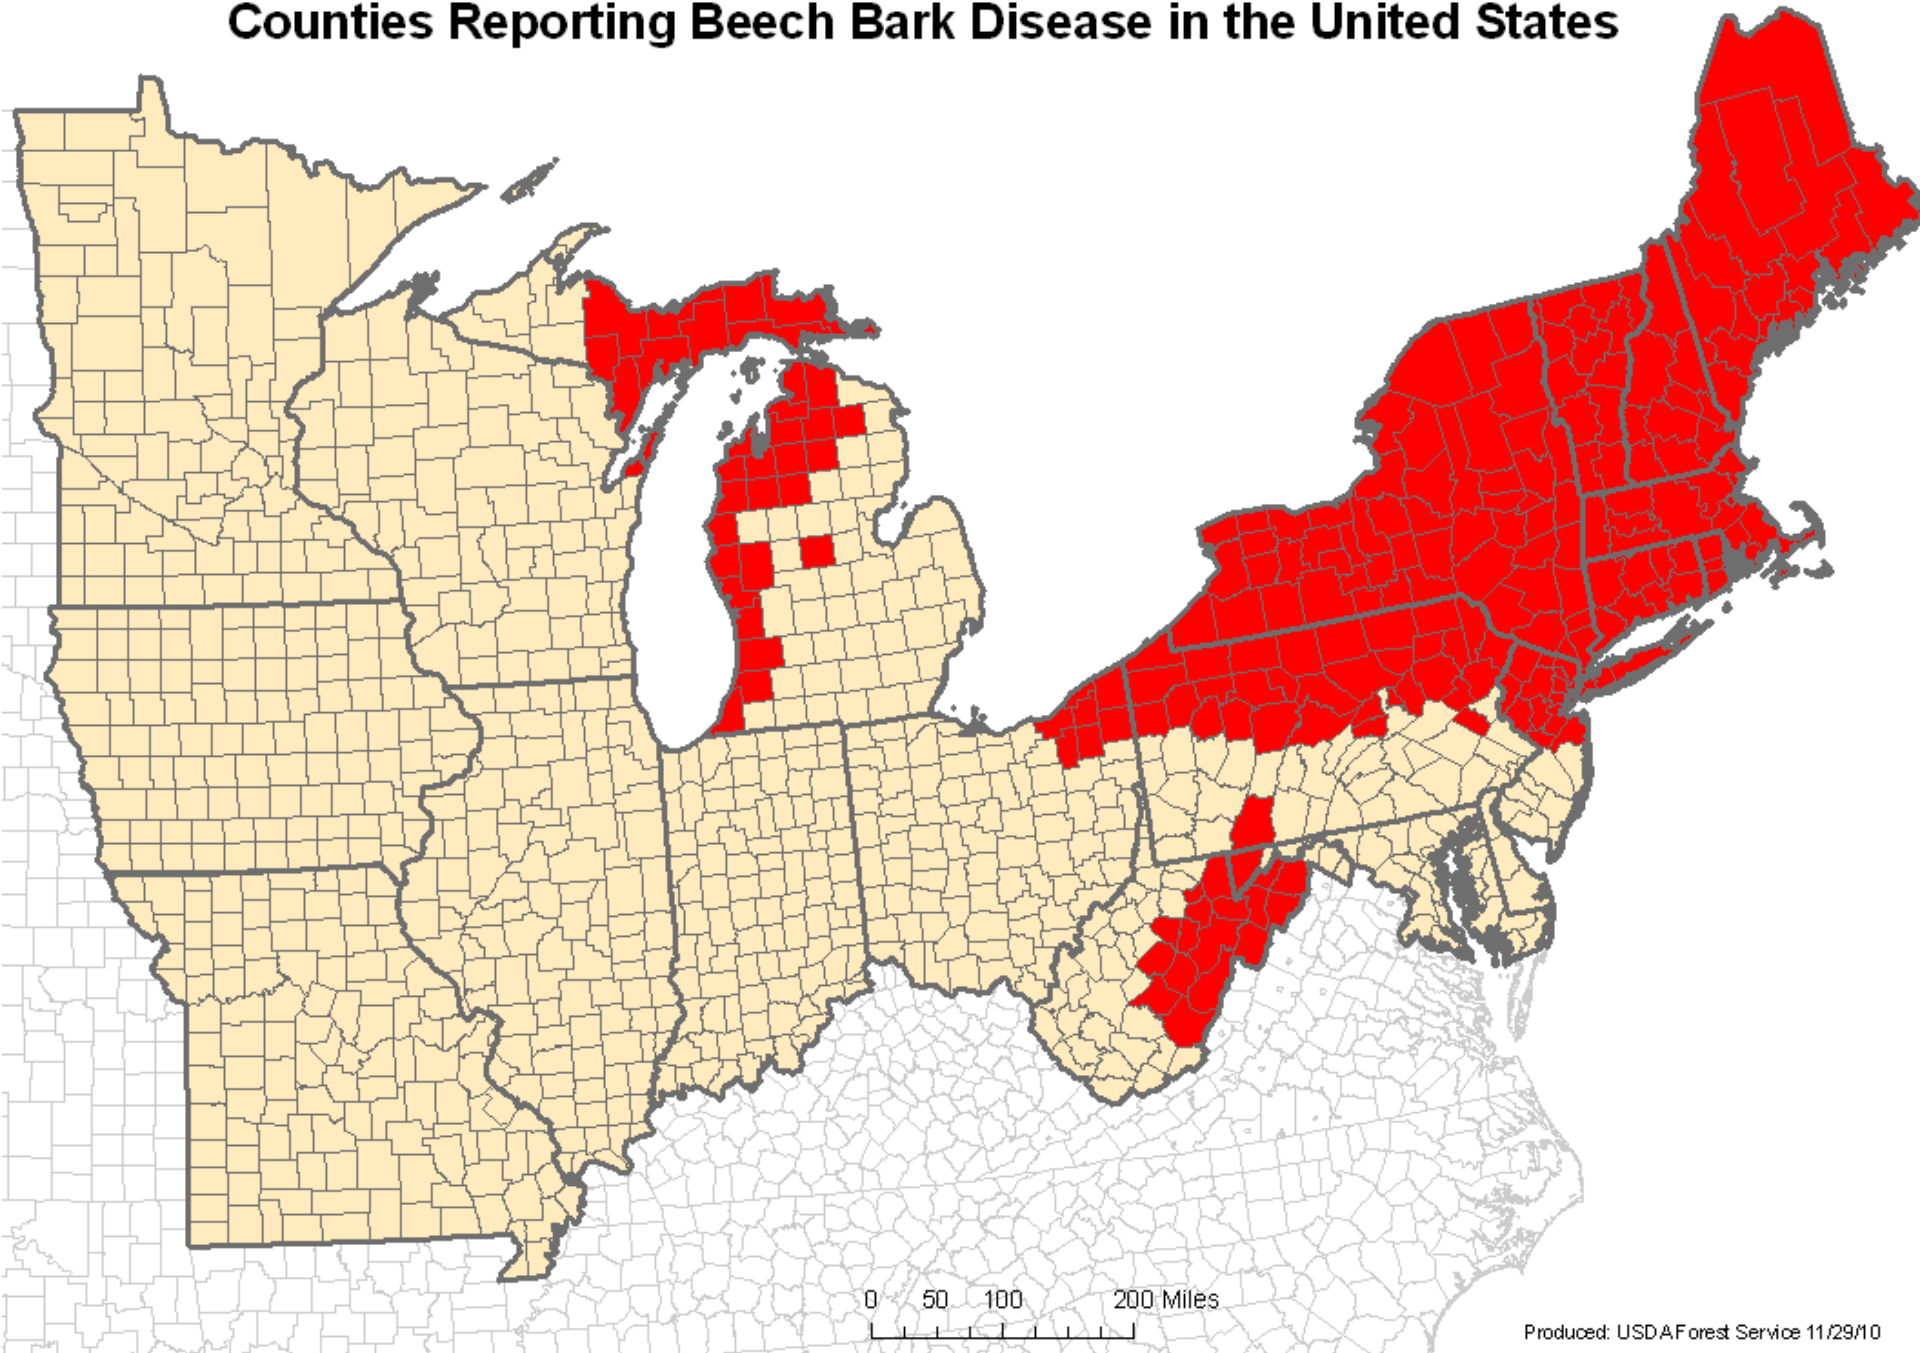 Counties Reporting Beech Bark Disease in the United States
0 50 100 200 Miles
Produced: USDA Forest Service 11/29/10